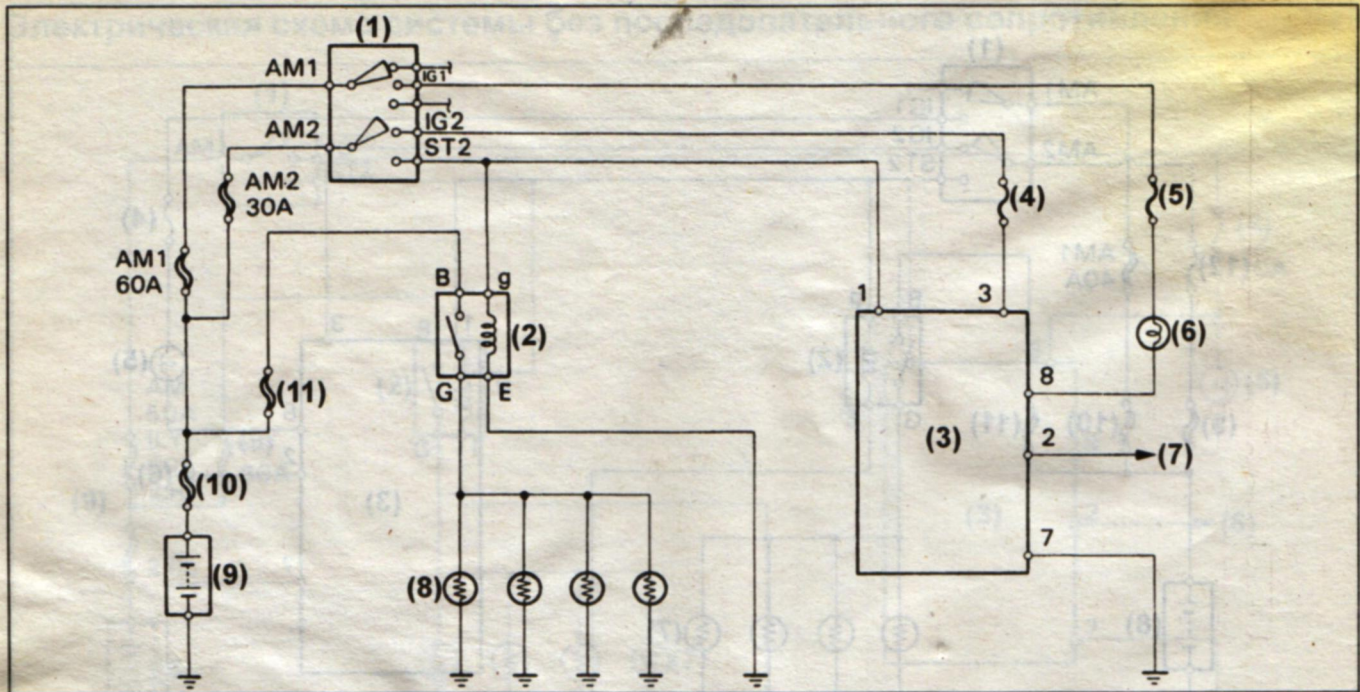 (1)
AM1
IG1
AM2
IG2
ST2
AM2
30A
(4)
(5)
AM1
60A
B
g
1
3
(2)
(6)
G
E
8
(11)
(3)
2
(7)
(10)
7
(9)
(8)